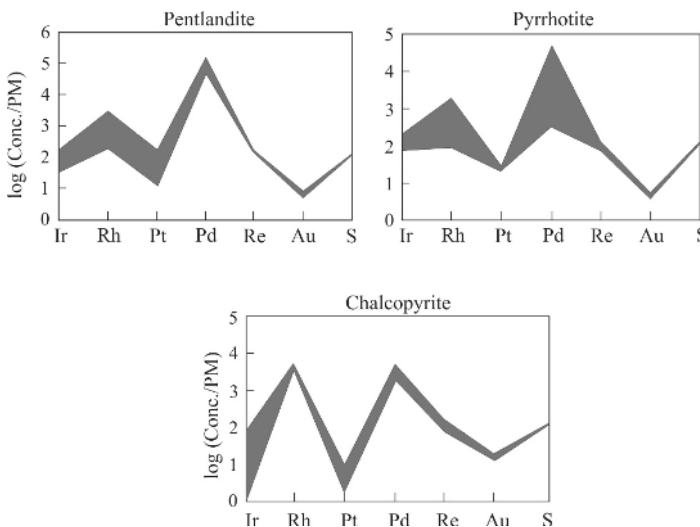 Pentlandite
6
5
4
3
2
1
0
log (Conc./PM)
Ir Rh Pt Pd Re Au S
Pyrrhotite
5
4
3
2
1
0
Ir Rh Pt Pd Re Au S
Chalcopyrite
5
4
3
2
1
0
log (Conc./PM)
Ir Rh Pt Pd Re Au S